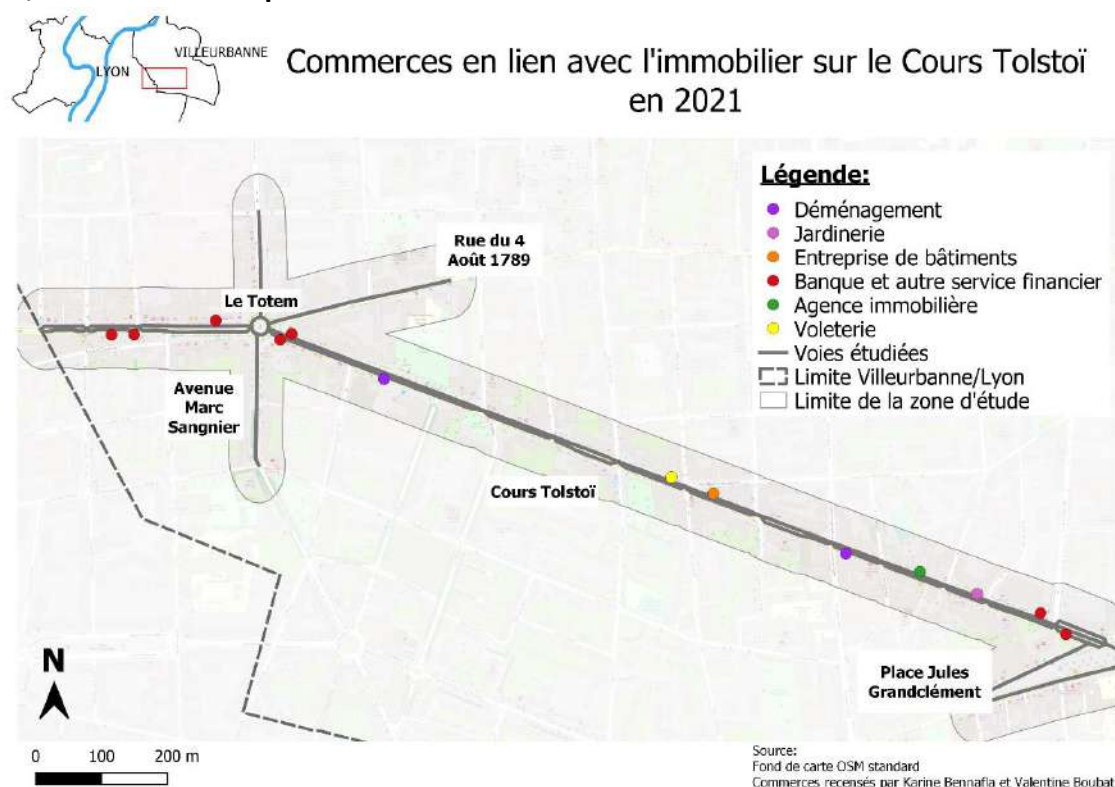 VILLEURBANNE
LYON
Commerces en lien avec l'immobilier sur le Cours Tolstoï
en 2021
Légende:
Déménagement
Jardinerie
Entreprise de bâtiments
Banque et autre service financier
Agence immobilière
Voleterie
Voies étudiées
Limite Villeurbanne/Lyon
Limite de la zone d'étude
Rue du 4
Août 1789
Le Totem
Avenue
Marc
Sangnier
Cours Tolstoï
Place Jules
Grandclément
N
0 100 200 m
Source:
Fond de carte OSM standard
Commerces recensés par Karine Bennafla et Valentine Boubat